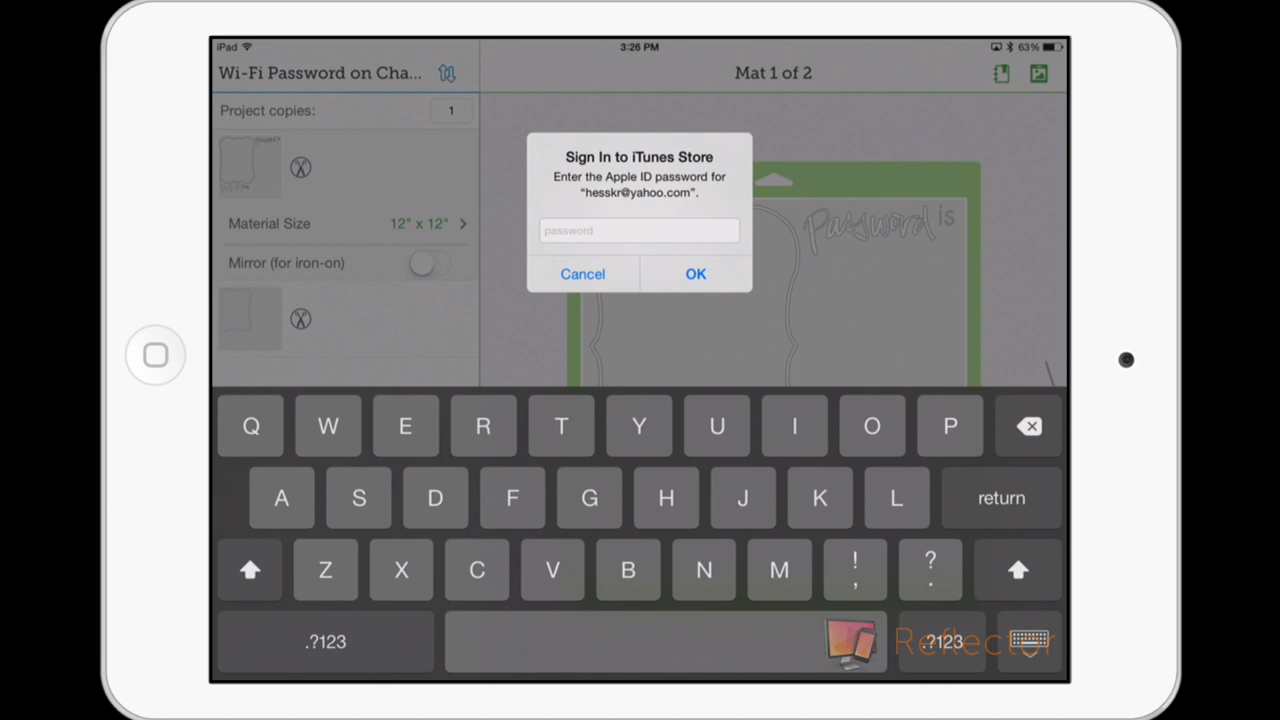 iPad
3:26 PM
63%
Wi-Fi Password on Cha...
Mat 1 of 2
Project copies:
1
Sign In to iTunes Store
Enter the Apple ID password for
“hesskr@yahoo.com”.
password
Cancel
OK
Material Size
12" x 12"
Mirror (for iron-on)
Password is
Q W E R T Y U I O P
A S D F G H J K L return
Z X C V B N M ! , ? .
.?123
.?123
Reflector